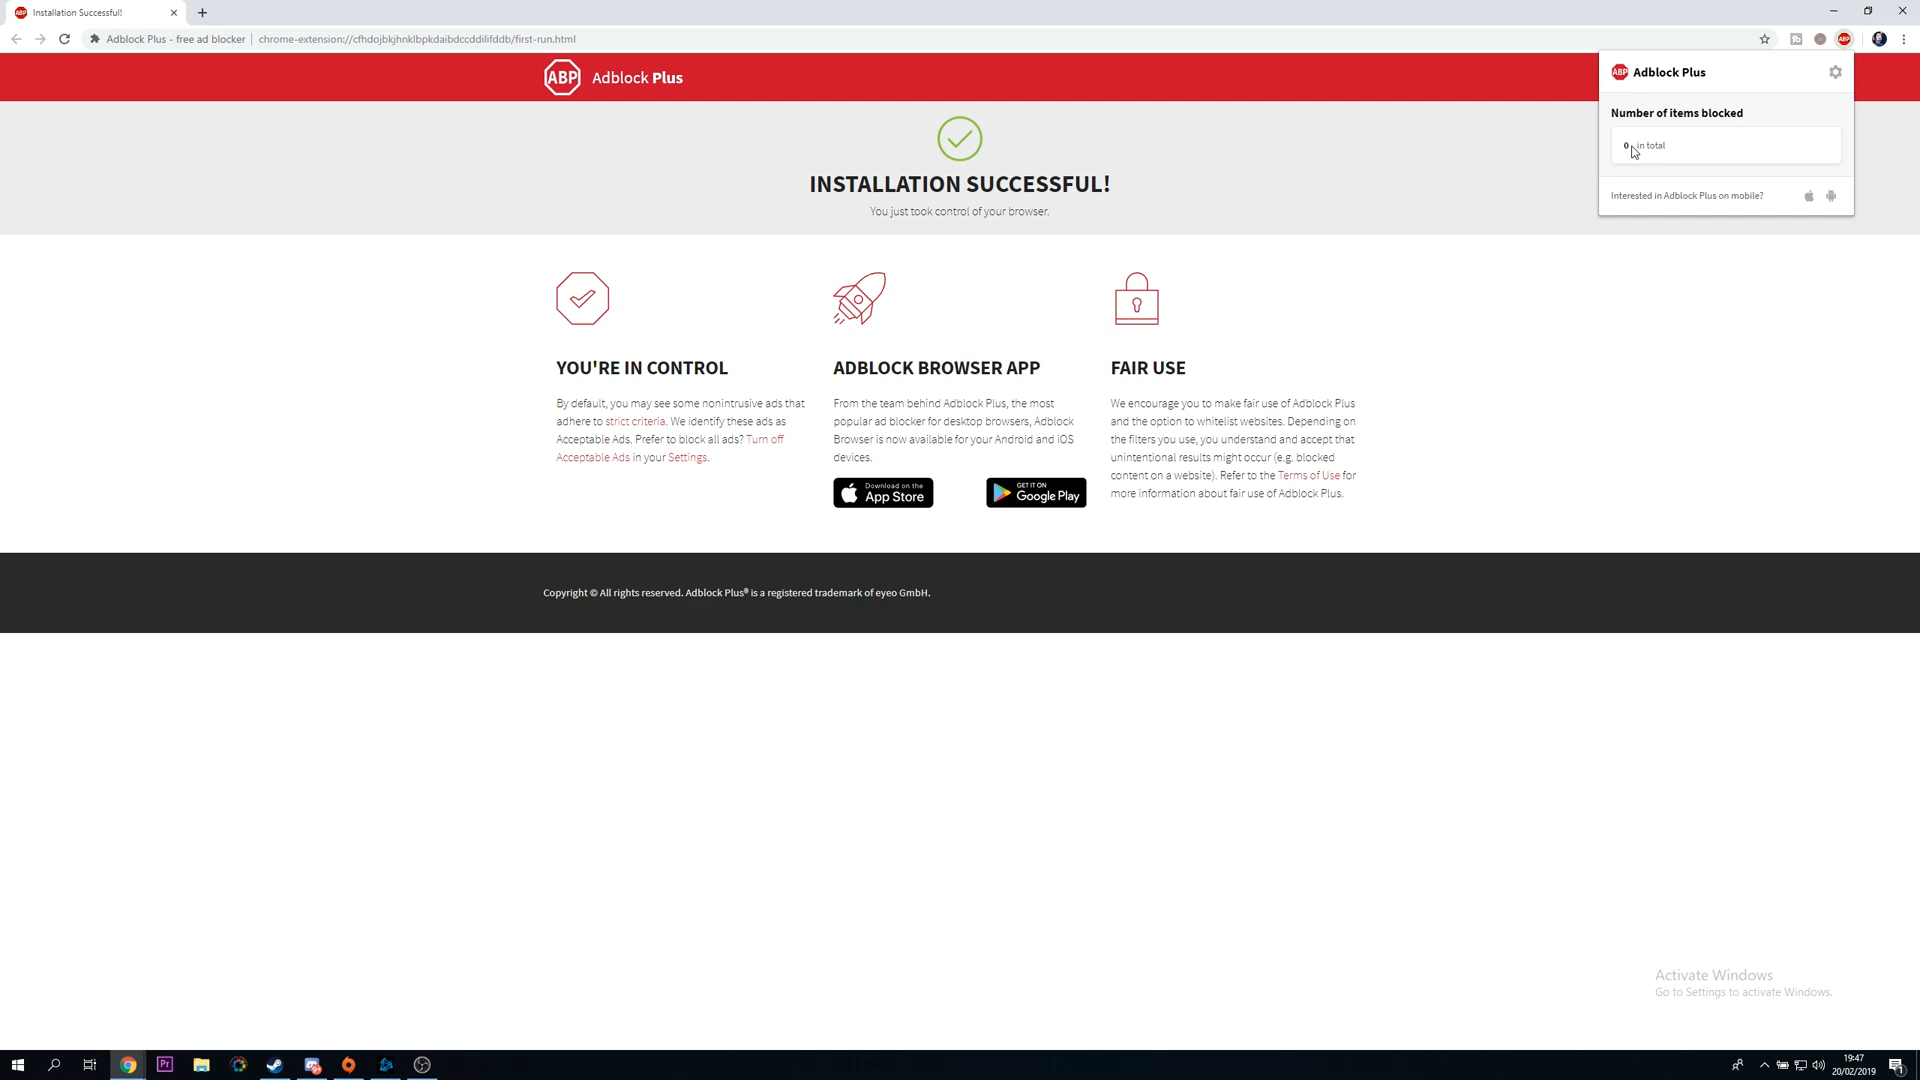 Installation Successful!
Adblock Plus - free ad blocker
chrome-extension://cfhdojbkjhnklbpkdaibdccddilifddb/first-run.html
ABP Adblock Plus
ABP Adblock Plus
Number of items blocked
0 in total
Interested in Adblock Plus on mobile?
INSTALLATION SUCCESSFUL!
You just took control of your browser.
YOU'RE IN CONTROL
By default, you may see some nonintrusive ads that
adhere to strict criteria. We identify these ads as
Acceptable Ads. Prefer to block all ads? Turn off
Acceptable Ads in your Settings.
ADBLOCK BROWSER APP
From the team behind Adblock Plus, the most
popular ad blocker for desktop browsers, Adblock
Browser is now available for your Android and iOS
devices.
Download on the
App Store
GET IT ON
Google Play
FAIR USE
We encourage you to make fair use of Adblock Plus
and the option to whitelist websites. Depending on
the filters you use, you understand and accept that
unintentional results might occur (e.g. blocked
content on a website). Refer to the Terms of Use for
more information about fair use of Adblock Plus.
Copyright © All rights reserved. Adblock Plus® is a registered trademark of eyeo GmbH.
Activate Windows
Go to Settings to activate Windows.
Pr
19:47
20/02/2019